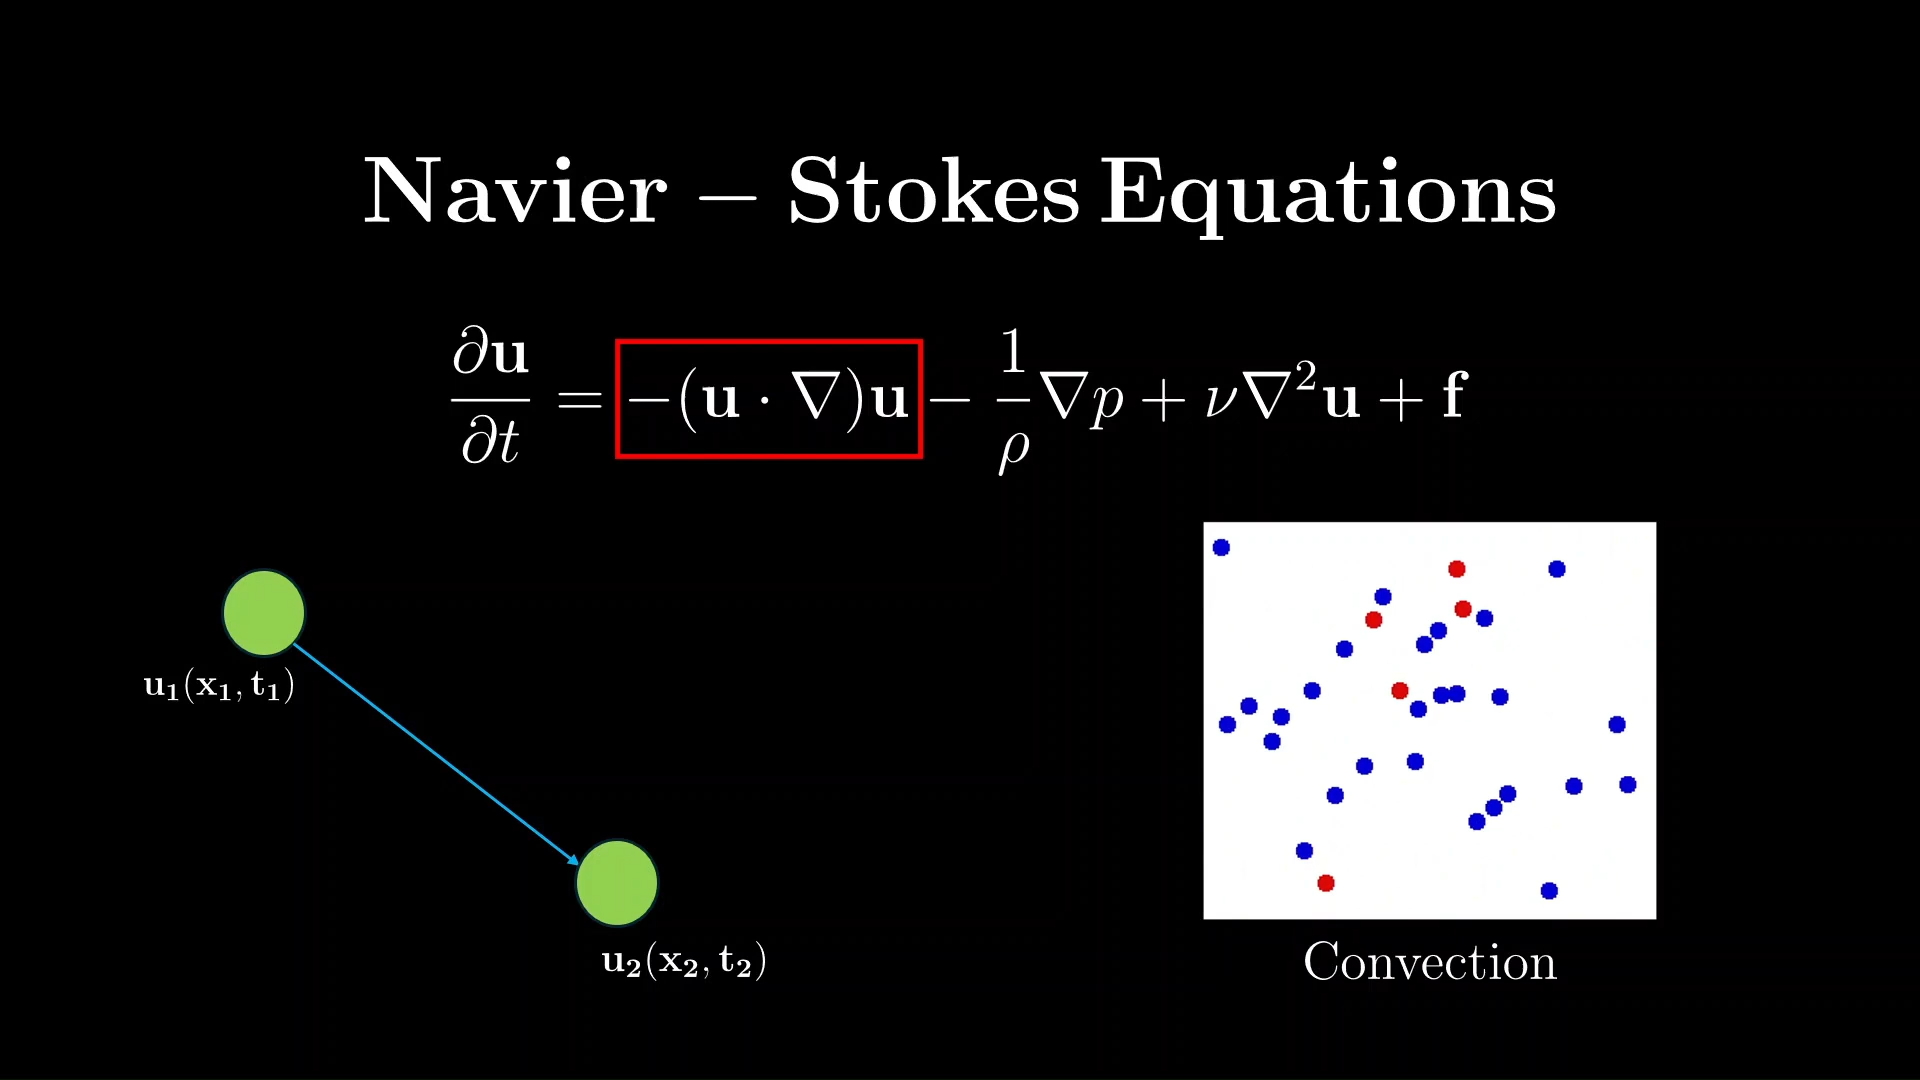 Navier – Stokes Equations
∂u/∂t = −(u · ∇)u − 1/ρ ∇p + ν∇²u + f
u₁(x₁, t₁)
u₂(x₂, t₂)
Convection